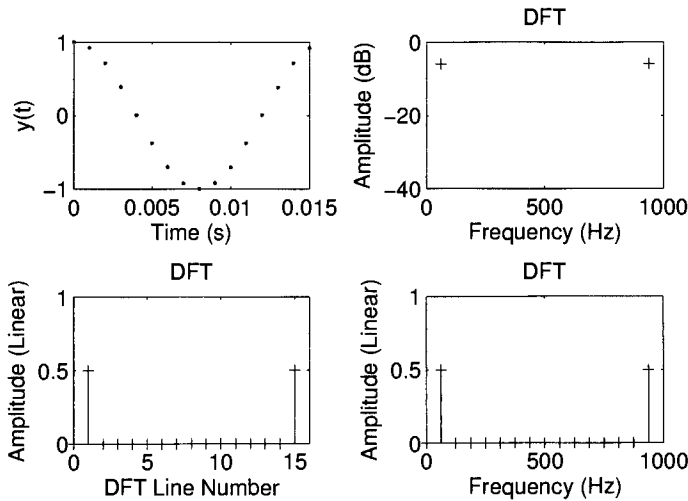 1
0
−1
y(t)
0
0.005
0.01
0.015
Time (s)
DFT
0
−20
−40
Amplitude (dB)
0
500
1000
Frequency (Hz)
DFT
1
0.5
0
Amplitude (Linear)
0
5
10
15
DFT Line Number
DFT
1
0.5
0
Amplitude (Linear)
0
500
1000
Frequency (Hz)